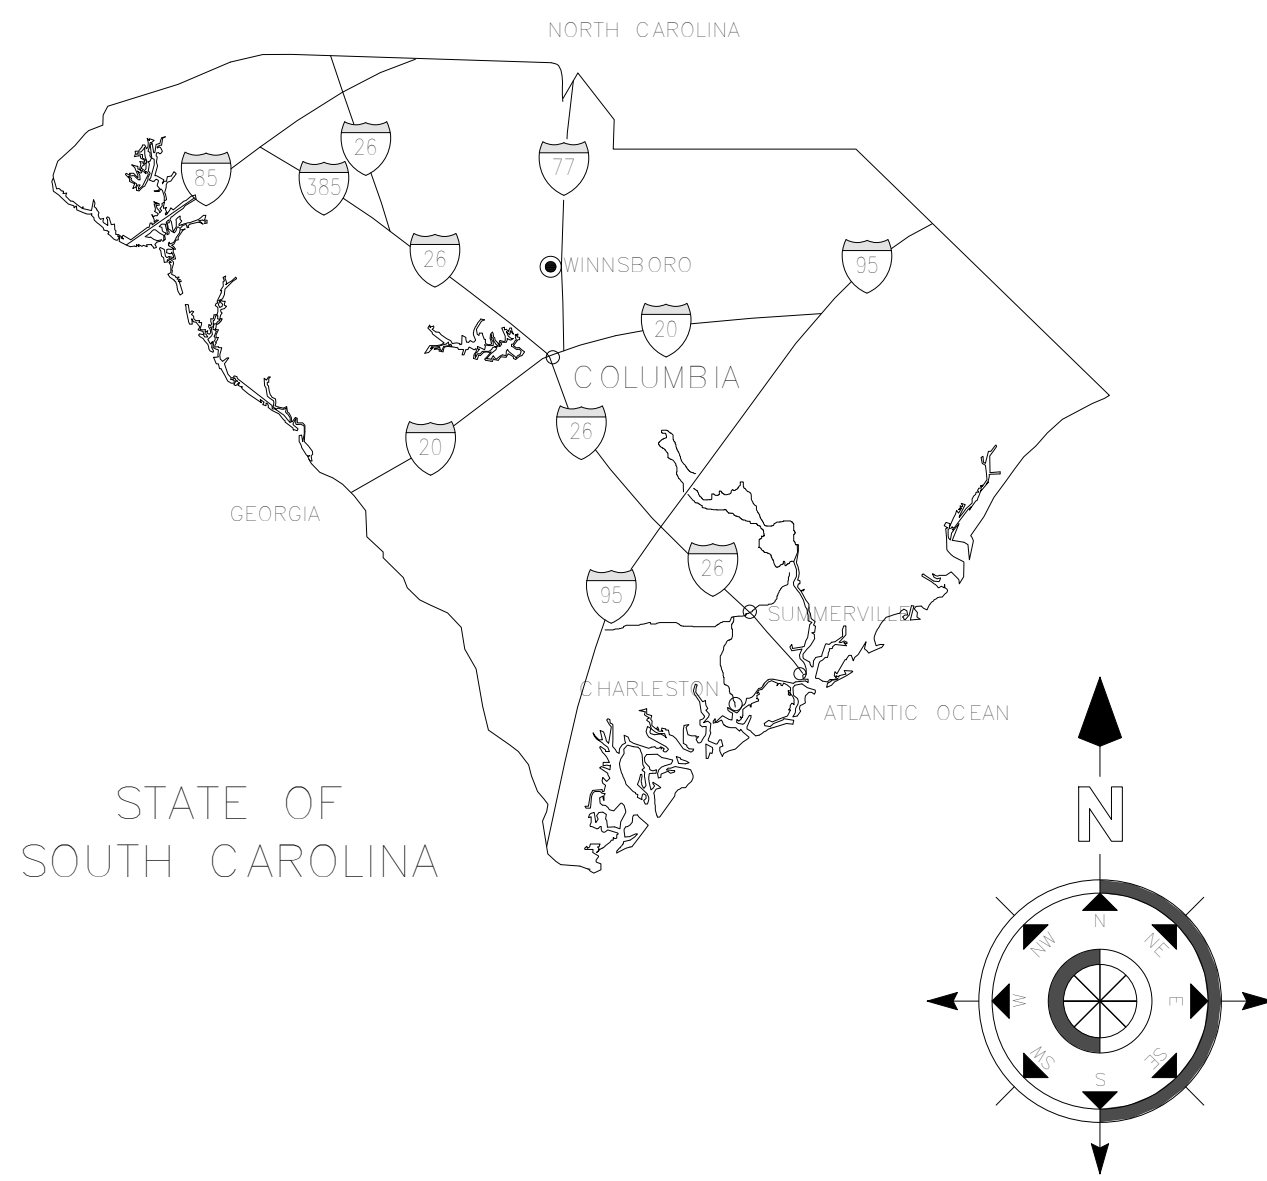 NORTH CAROLINA
26
77
85
385
26
WINNSBORO
95
20
COLUMBIA
26
20
GEORGIA
26
95
SUMMERVILLE
CHARLESTON
ATLANTIC OCEAN
STATE OF
SOUTH CAROLINA
N
N
NW
NE
W
E
SW
SE
S